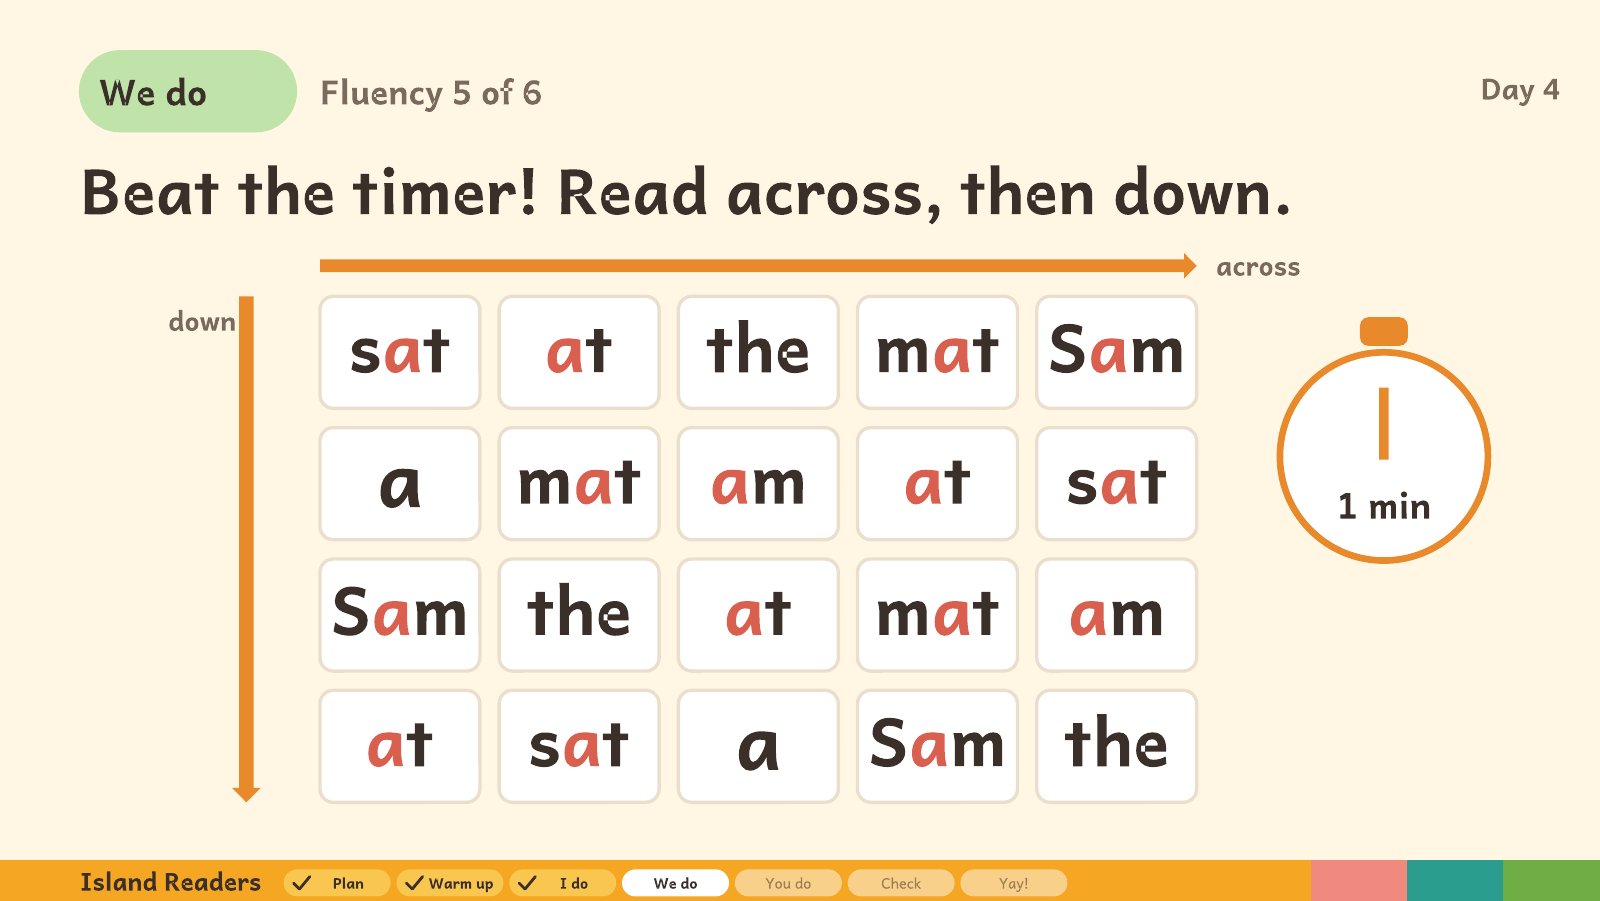 We do
Fluency 5 of 6
Day 4
Beat the timer! Read across, then down.
across
down
sat at the mat Sam
a mat am at sat
Sam the at mat am
at sat a Sam the
1 min
Island Readers
Plan
Warm up
I do
We do
You do
Check
Yay!